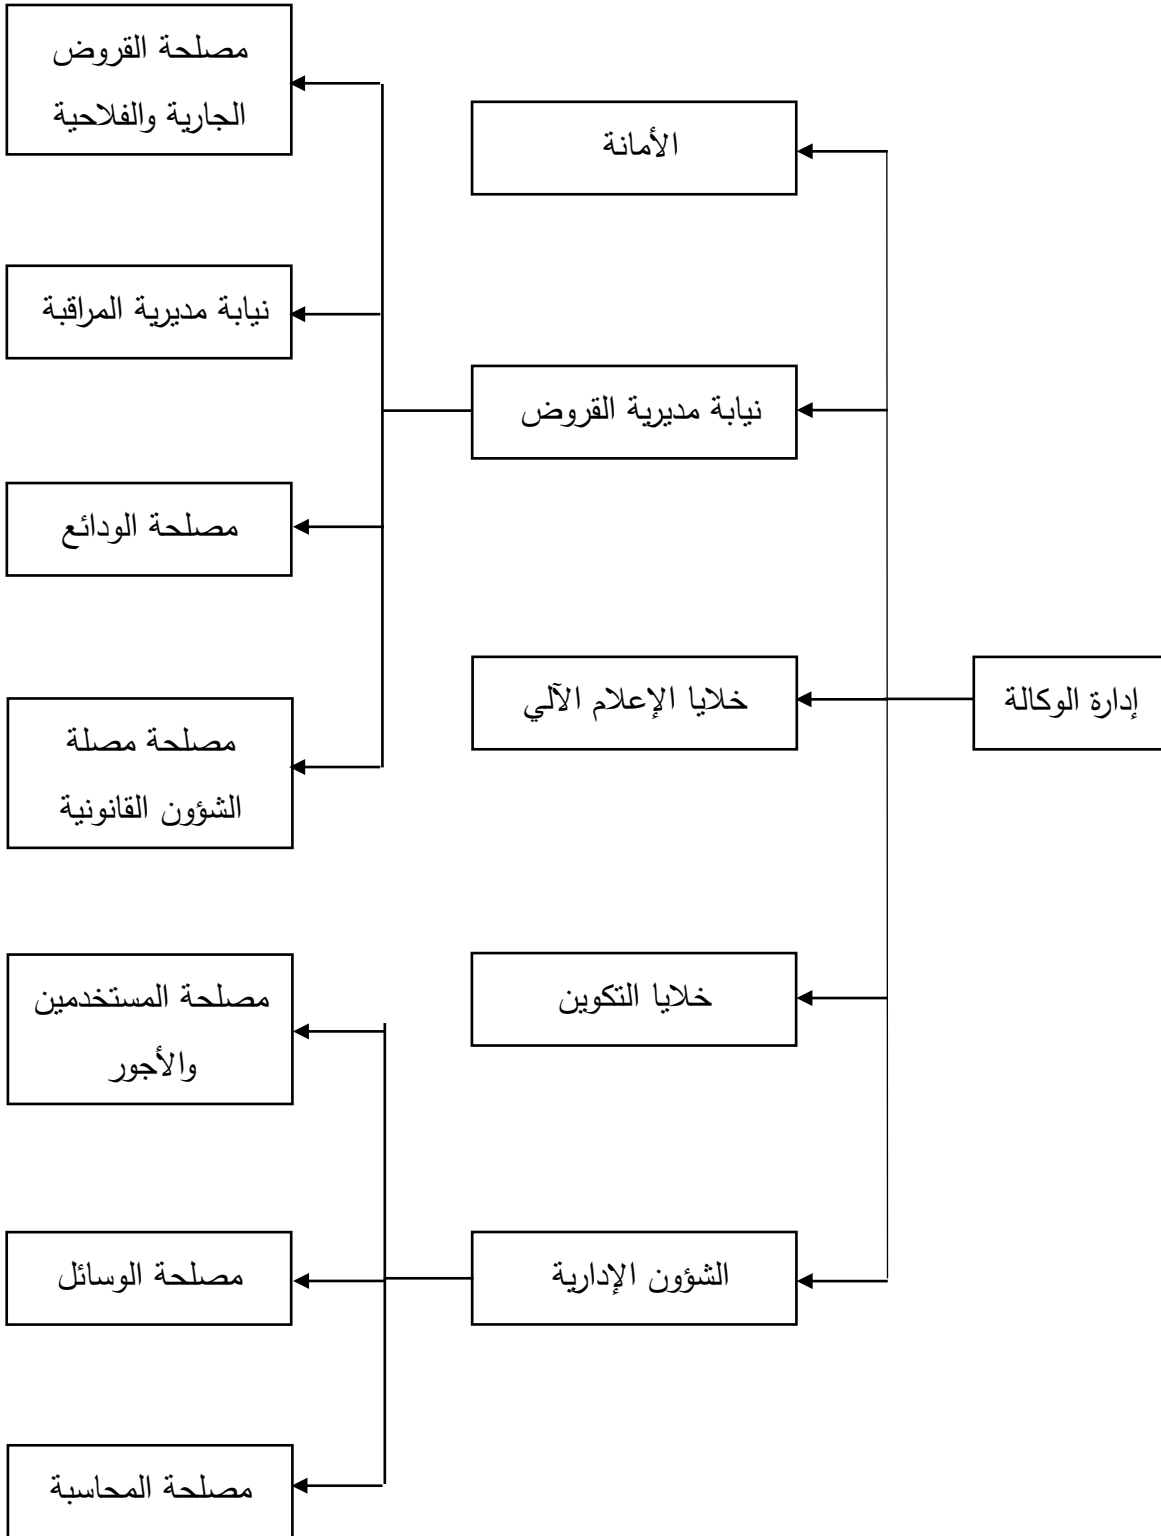 إدارة الوكالة
الأمانة
نيابة مديرية القروض
خلايا الإعلام الآلي
خلايا التكوين
الشؤون الإدارية
مصلحة القروض
الجارية والفلاحية
نيابة مديرية المراقبة
مصلحة الودائع
مصلحة مصلة
الشؤون القانونية
مصلحة المستخدمين
والأجور
مصلحة الوسائل
مصلحة المحاسبة